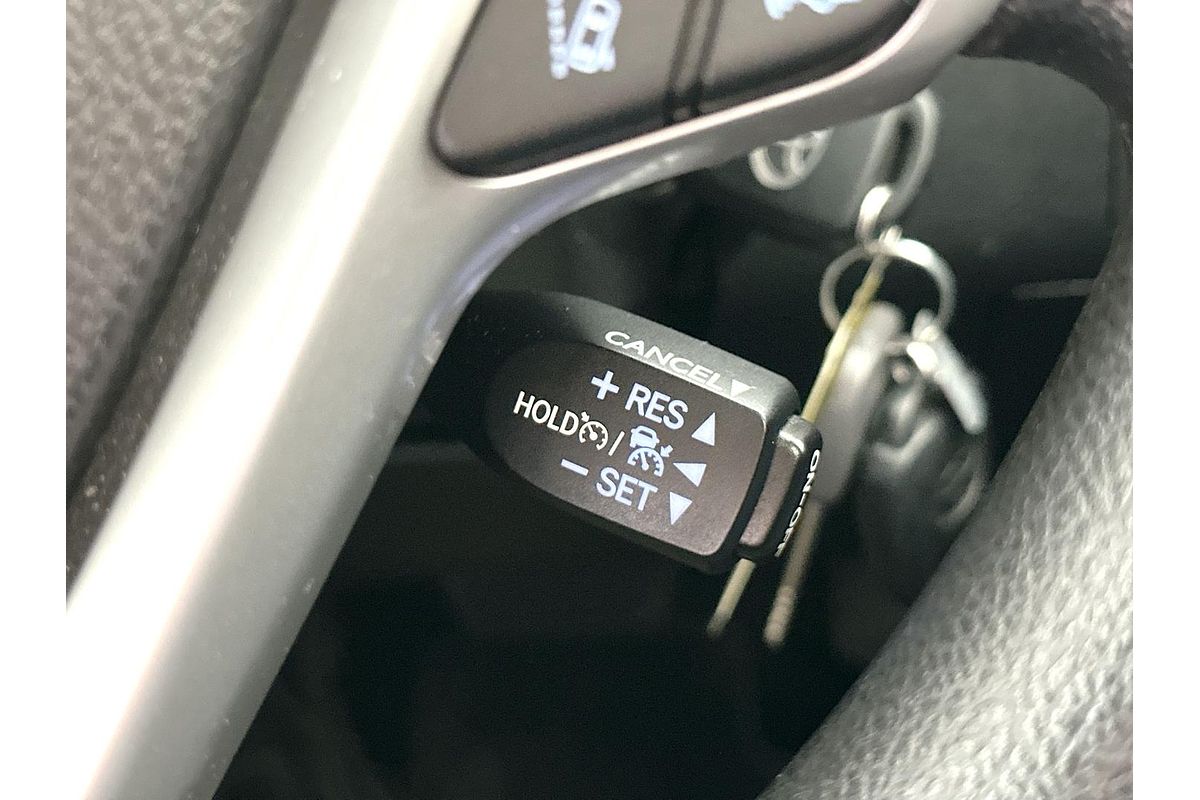 CANCEL▼
+ RES ▲
HOLD /
◀
− SET ▼
ON-OFF